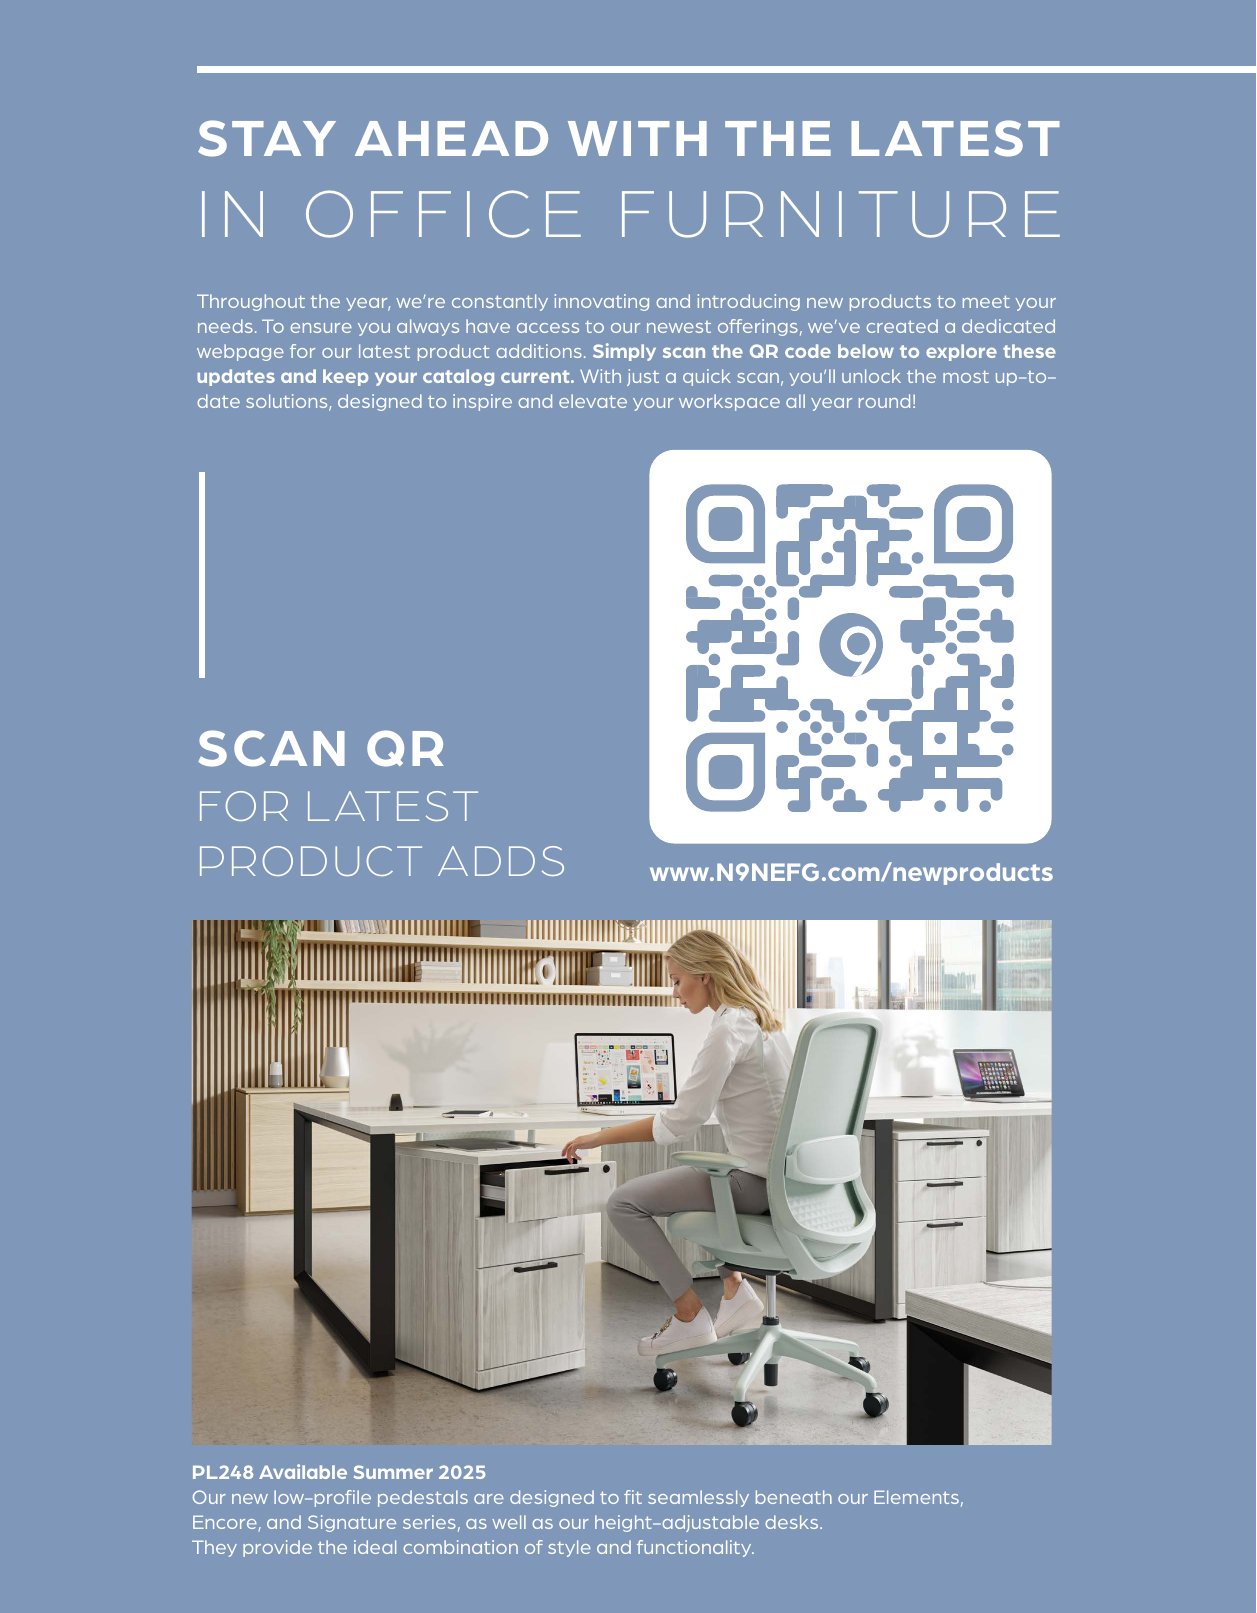 STAY AHEAD WITH THE LATEST
IN OFFICE FURNITURE
Throughout the year, we're constantly innovating and introducing new products to meet your
needs. To ensure you always have access to our newest offerings, we've created a dedicated
webpage for our latest product additions. Simply scan the QR code below to explore these
updates and keep your catalog current. With just a quick scan, you'll unlock the most up-to-
date solutions, designed to inspire and elevate your workspace all year round!
9
SCAN QR
FOR LATEST
PRODUCT ADDS
www.N9NEFG.com/newproducts
PL248 Available Summer 2025
Our new low-profile pedestals are designed to fit seamlessly beneath our Elements,
Encore, and Signature series, as well as our height-adjustable desks.
They provide the ideal combination of style and functionality.